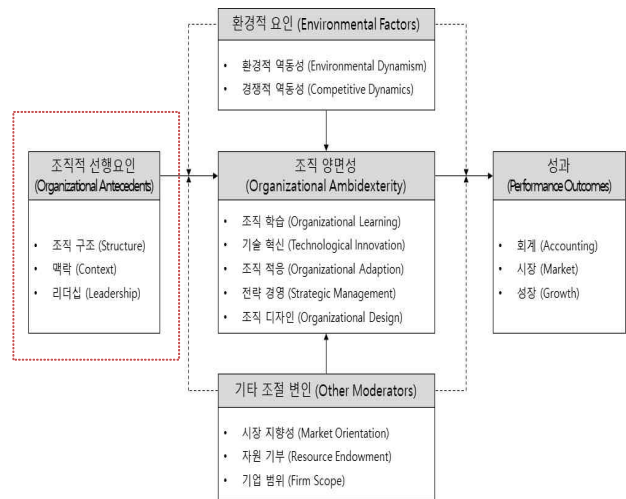 환경적 요인 (Environmental Factors)
• 환경적 역동성 (Environmental Dynamism)
• 경쟁적 역동성 (Competitive Dynamics)
조직적 선행요인
(Organizational Antecedents)
• 조직 구조 (Structure)
• 맥락 (Context)
• 리더십 (Leadership)
조직 양면성
(Organizational Ambidexterity)
• 조직 학습 (Organizational Learning)
• 기술 혁신 (Technological Innovation)
• 조직 적응 (Organizational Adaption)
• 전략 경영 (Strategic Management)
• 조직 디자인 (Organizational Design)
성과
(Performance Outcomes)
• 회계 (Accounting)
• 시장 (Market)
• 성장 (Growth)
기타 조절 변인 (Other Moderators)
• 시장 지향성 (Market Orientation)
• 자원 기부 (Resource Endowment)
• 기업 범위 (Firm Scope)